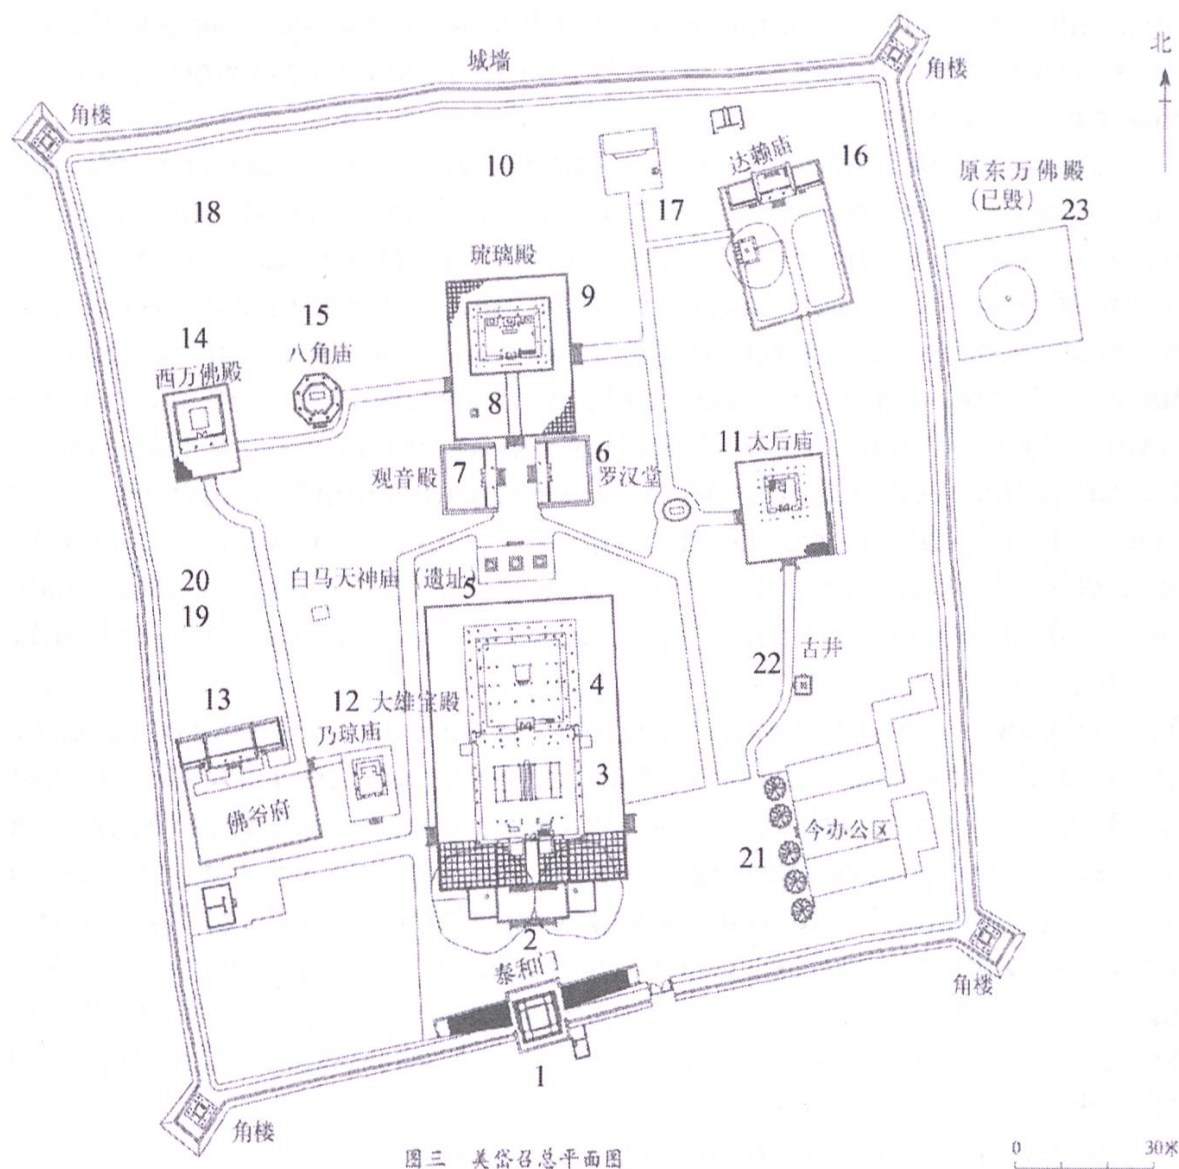 城墙
北
角楼
角楼
10
达赖庙
16
原东万佛殿
(已毁)
23
18
17
琉璃殿
9
15
14
八角庙
西万佛殿
8
11 太后庙
观音殿
7
6
罗汉堂
20
19
白马天神庙（遗址）
5
22
古井
4
13
12
大雄宝殿
乃琼庙
3
佛爷府
21
今办公区
2
泰和门
角楼
1
角楼
图三 美岱召总平面图
0 30米